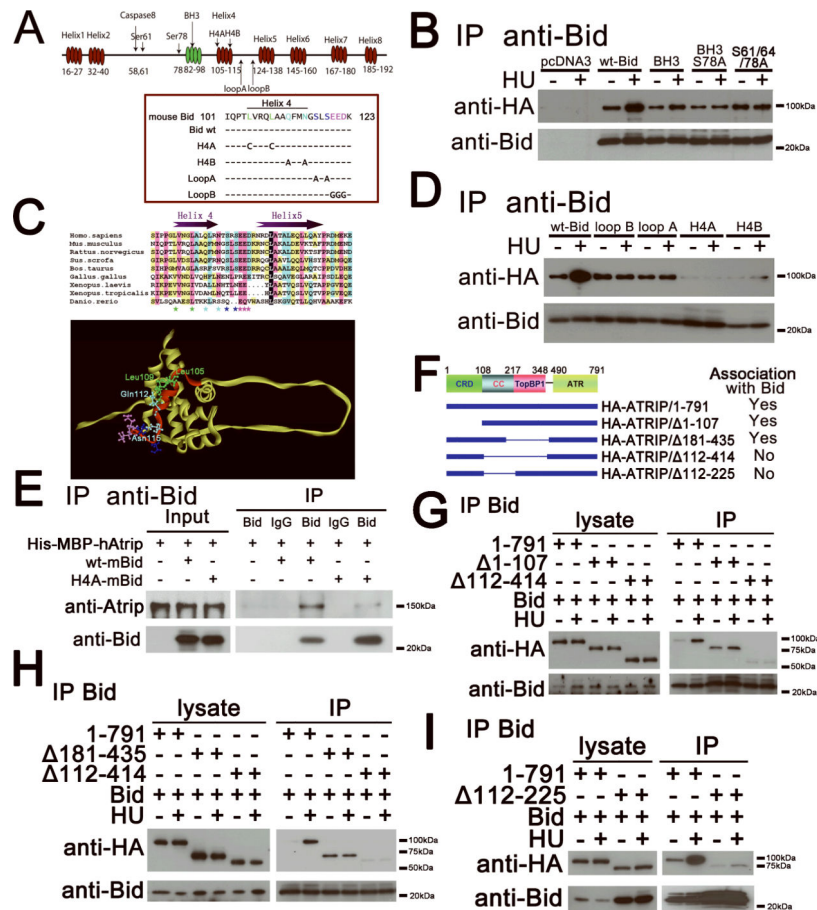 A
Caspase8
Helix1 Helix2 Ser61 Ser78 BH3 Helix4 H4A H4B Helix5 Helix6 Helix7 Helix8
16-27 32-40 58,61 78 82-98 105-115 124-138 145-160 167-180 185-192
loopA loopB
Helix 4
mouse Bid 101 IQPTLVRQLAAQFMNGSLSEEDK 123
Bid wt -----------------------
H4A ----C---C----
H4B A--A
LoopA A-A
LoopB GGG
B IP anti-Bid
pcDNA3 wt-Bid BH3 BH3 S78A S61/64 /78A
HU - + - + - + - + - +
anti-HA 100kDa
anti-Bid 20kDa
C
Helix 4 Helix5
Homo.sapiens
Mus.musculus
Rattus.norvegicus
Sus.scrofa
Bos.taurus
Gallus.gallus
Xenopus.laevis
Xenopus.tropicalis
Danio.rerio
Leu109 Leu105
Gln112
Asn115
D IP anti-Bid
wt-Bid loop B loop A H4A H4B
HU - + - + - + - + - +
anti-HA 100kDa
anti-Bid 20kDa
E IP anti-Bid
Input IP
Bid IgG Bid IgG Bid
His-MBP-hAtrip + + + + + + + +
wt-mBid - + - - + + - -
H4A-mBid - - + - - - + +
anti-Atrip 150kDa
anti-Bid 20kDa
F
1 108 217 348 490 791
CRD CC TopBP1 ATR
Association with Bid
HA-ATRIP/1-791 Yes
HA-ATRIP/Δ1-107 Yes
HA-ATRIP/Δ181-435 Yes
HA-ATRIP/Δ112-414 No
HA-ATRIP/Δ112-225 No
G IP Bid
lysate IP
1-791 + + - - - - + + - - - -
Δ1-107 - - + + - - - - + + - -
Δ112-414 - - - - + + - - - - + +
Bid + + + + + + + + + + + +
HU - + - + - + - + - + - +
anti-HA 100kDa
75kDa
50kDa
anti-Bid 20kDa
H IP Bid
lysate IP
1-791 + + - - - - + + - - - -
Δ181-435 - - + + - - - - + + - -
Δ112-414 - - - - + + - - - - + +
Bid + + + + + + + + + + + +
HU - + - + - + - + - + - +
anti-HA 100kDa
75kDa
50kDa
anti-Bid 20kDa
I IP Bid
lysate IP
1-791 + + - - + + - -
Δ112-225 - - + + - - + +
Bid + + + + + + + +
HU - + - + - + - +
anti-HA 100kDa
75kDa
anti-Bid 20kDa